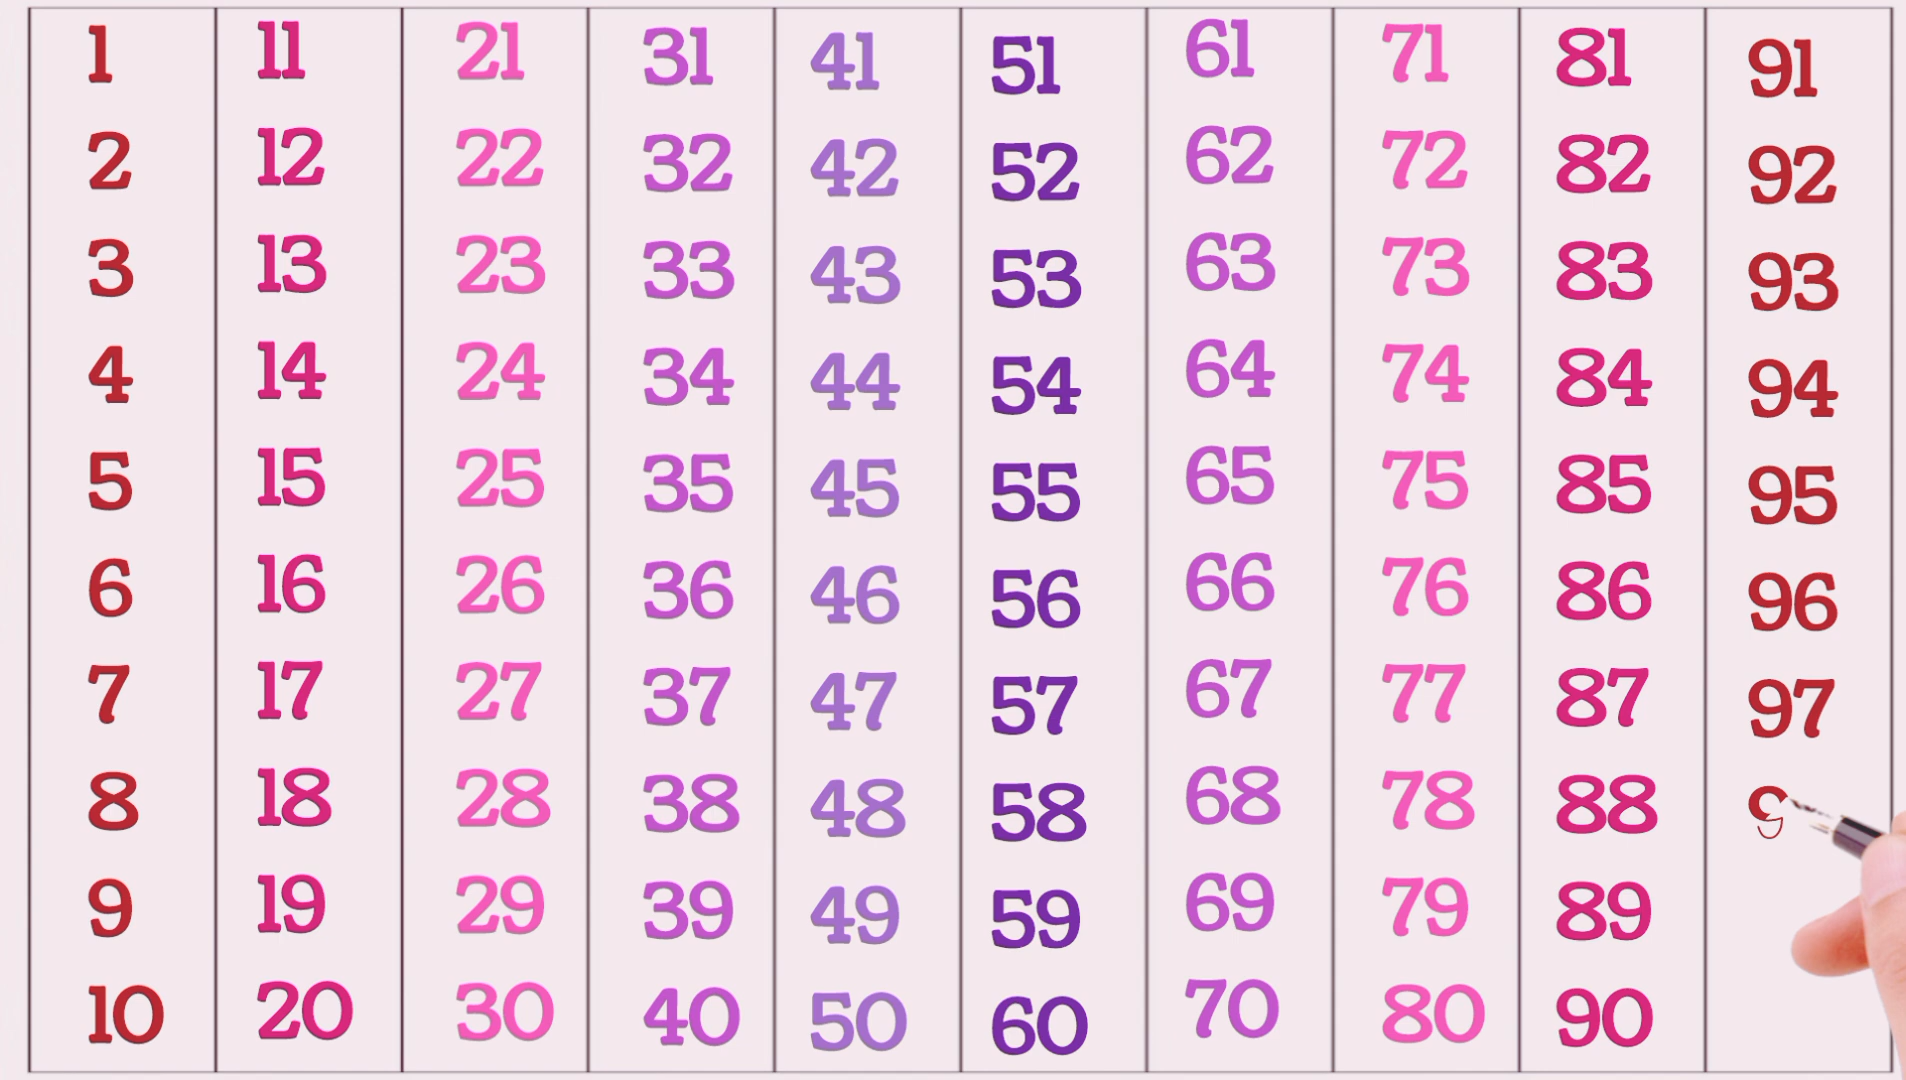 1 11 21 31 41 51 61 71 81 91
2 12 22 32 42 52 62 72 82 92
3 13 23 33 43 53 63 73 83 93
4 14 24 34 44 54 64 74 84 94
5 15 25 35 45 55 65 75 85 95
6 16 26 36 46 56 66 76 86 96
7 17 27 37 47 57 67 77 87 97
8 18 28 38 48 58 68 78 88
9 19 29 39 49 59 69 79 89
10 20 30 40 50 60 70 80 90